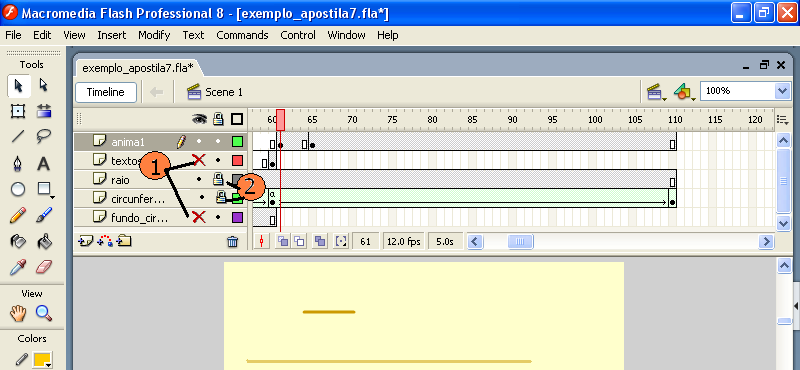 Macromedia Flash Professional 8 - [exemplo_apostila7.fla*]
File Edit View Insert Modify Text Commands Control Window Help
Tools
exemplo_apostila7.fla*
Timeline Scene 1 100%
60 65 70 75 80 85 90 95 100 105 110 115 120
anima1
textos
1
raio
2
circunfer...
fundo_cir...
61 12.0 fps 5.0s
View
Colors